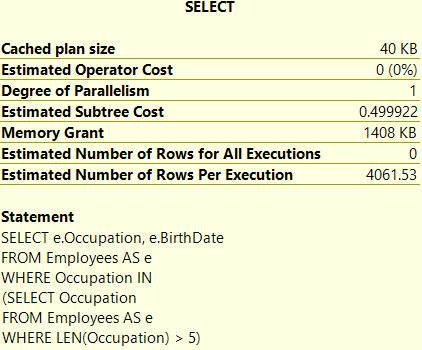 SELECT
Cached plan size 40 KB
Estimated Operator Cost 0 (0%)
Degree of Parallelism 1
Estimated Subtree Cost 0.499922
Memory Grant 1408 KB
Estimated Number of Rows for All Executions 0
Estimated Number of Rows Per Execution 4061.53
Statement
SELECT e.Occupation, e.BirthDate
FROM Employees AS e
WHERE Occupation IN
(SELECT Occupation
FROM Employees AS e
WHERE LEN(Occupation) > 5)